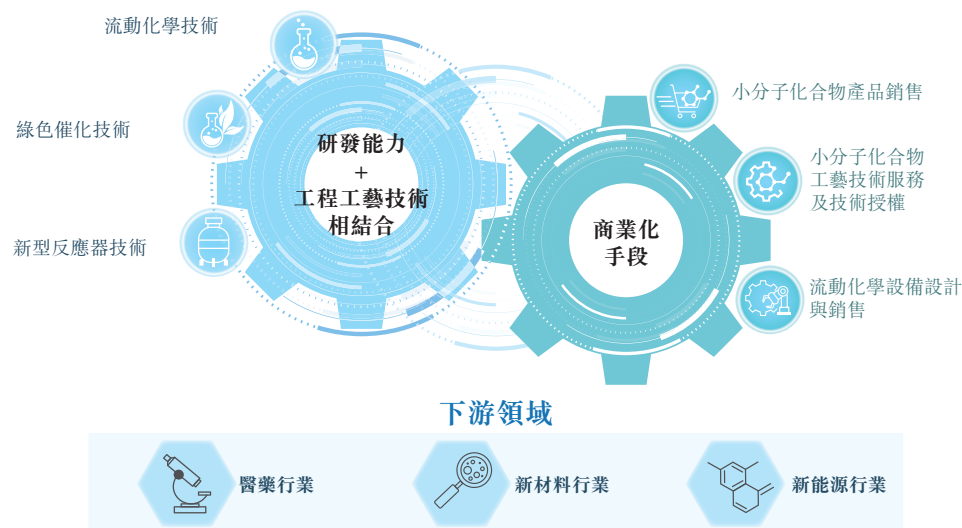 流動化學技術
綠色催化技術
新型反應器技術
研發能力
+
工程工藝技術
相結合
商業化
手段
小分子化合物產品銷售
小分子化合物
工藝技術服務
及技術授權
流動化學設備設計
與銷售
下游領域
醫藥行業
新材料行業
新能源行業